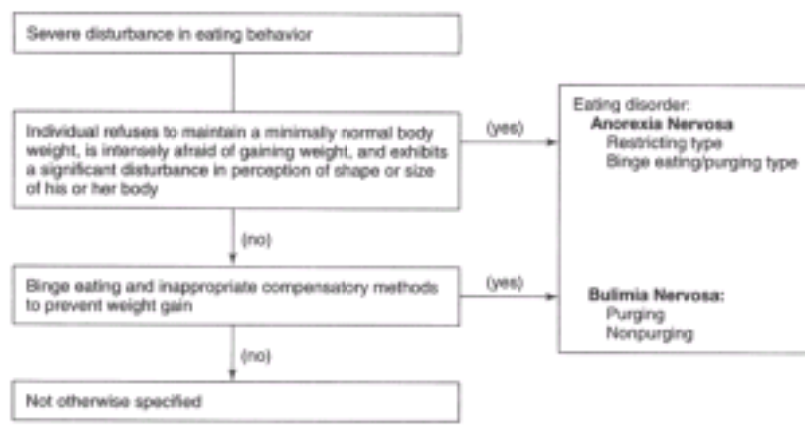 Severe disturbance in eating behavior
Individual refuses to maintain a minimally normal body
weight, is intensely afraid of gaining weight, and exhibits
a significant disturbance in perception of shape or size
of his or her body
(yes)
Eating disorder:
Anorexia Nervosa
Restricting type
Binge eating/purging type
(no)
Binge eating and inappropriate compensatory methods
to prevent weight gain
(yes)
Bulimia Nervosa:
Purging
Nonpurging
(no)
Not otherwise specified